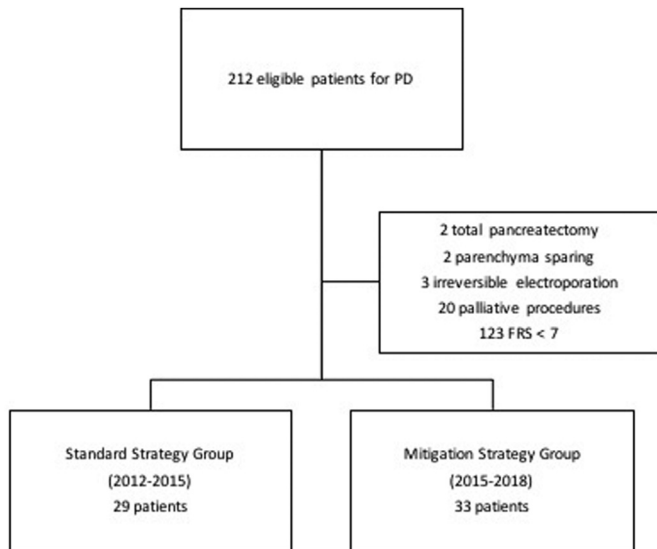 212 eligible patients for PD
2 total pancreatectomy
2 parenchyma sparing
3 irreversible electroporation
20 palliative procedures
123 FRS < 7
Standard Strategy Group
(2012-2015)
29 patients
Mitigation Strategy Group
(2015-2018)
33 patients